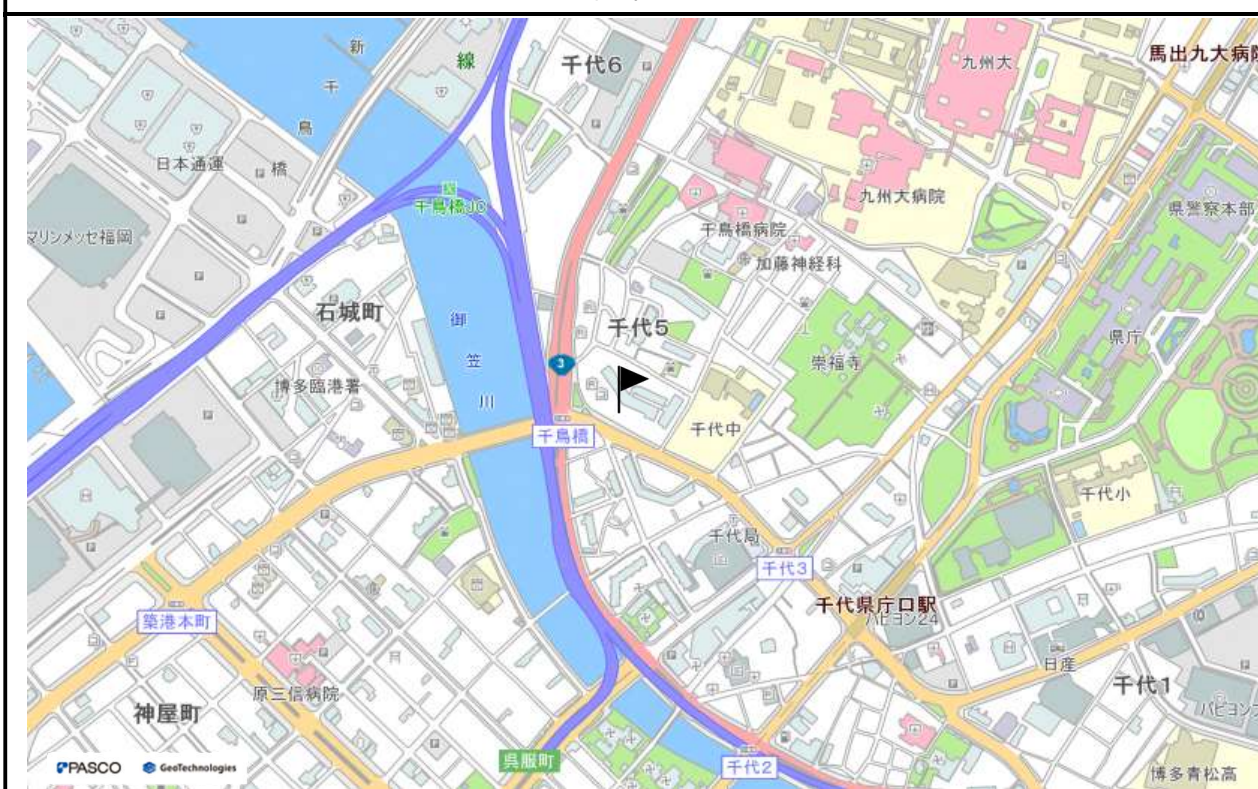 新
千
鳥
橋
線
千代6
九州大
馬出九大病院
日本通運
千鳥橋JC
九州大病院
県警察本部
千鳥橋病院
マリンメッセ福岡
加藤神経科
石城町
御
笠
川
千代5
県庁
崇福寺
3
博多臨港署
千鳥橋
千代中
千代小
千代局
千代3
千代県庁口駅
パピヨン24
築港本町
日産
千代1
原三信病院
神屋町
パピヨン
呉服町
千代2
PASCO
GeoTechnologies
博多青松高